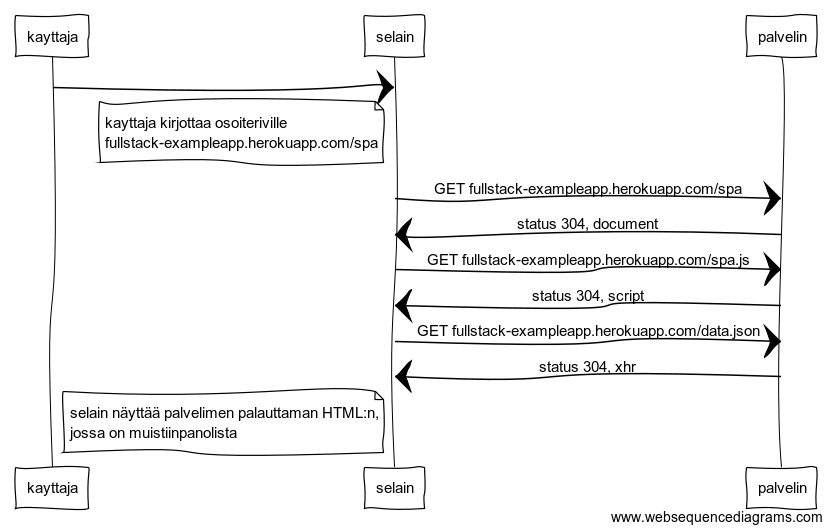 kayttaja
selain
palvelin
kayttaja kirjottaa osoiteriville
fullstack-exampleapp.herokuapp.com/spa
GET fullstack-exampleapp.herokuapp.com/spa
status 304, document
GET fullstack-exampleapp.herokuapp.com/spa.js
status 304, script
GET fullstack-exampleapp.herokuapp.com/data.json
status 304, xhr
selain näyttää palvelimen palauttaman HTML:n,
jossa on muistiinpanolista
kayttaja
selain
palvelin
www.websequencediagrams.com